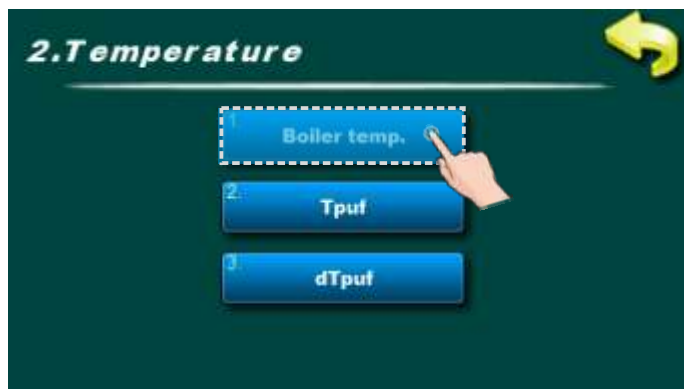 2.Temperature
1 Boiler temp.
2. Tpuf
3. dTpuf